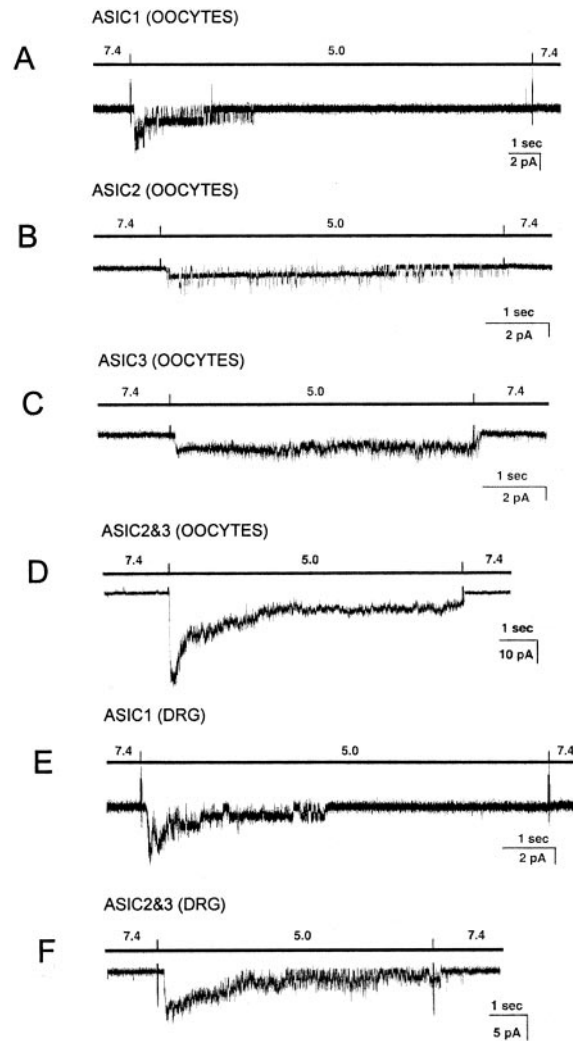 ASIC1 (OOCYTES)
A
7.4 5.0 7.4
1 sec
2 pA
ASIC2 (OOCYTES)
B
7.4 5.0 7.4
1 sec
2 pA
ASIC3 (OOCYTES)
C
7.4 5.0 7.4
1 sec
2 pA
ASIC2&3 (OOCYTES)
D
7.4 5.0 7.4
1 sec
10 pA
ASIC1 (DRG)
E
7.4 5.0 7.4
1 sec
2 pA
ASIC2&3 (DRG)
F
7.4 5.0 7.4
1 sec
5 pA